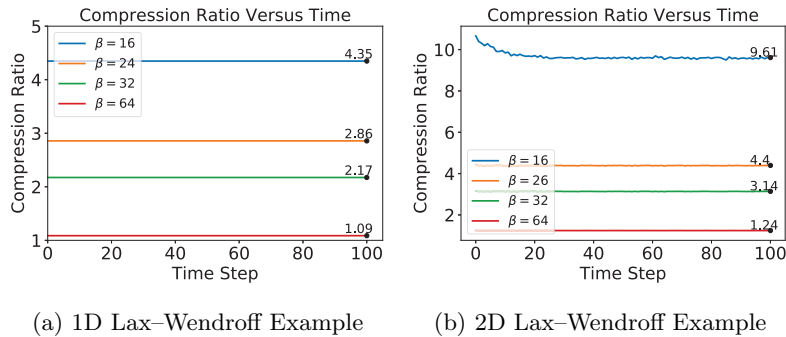 Compression Ratio Versus Time
5
4
3
2
1
Compression Ratio
β = 16
β = 24
β = 32
β = 64
4.35
2.86
2.17
1.09
0 20 40 60 80 100
Time Step
(a) 1D Lax–Wendroff Example
Compression Ratio Versus Time
10
8
6
4
2
Compression Ratio
9.61
β = 16
β = 26
β = 32
β = 64
4.4
3.14
1.24
0 20 40 60 80 100
Time Step
(b) 2D Lax–Wendroff Example